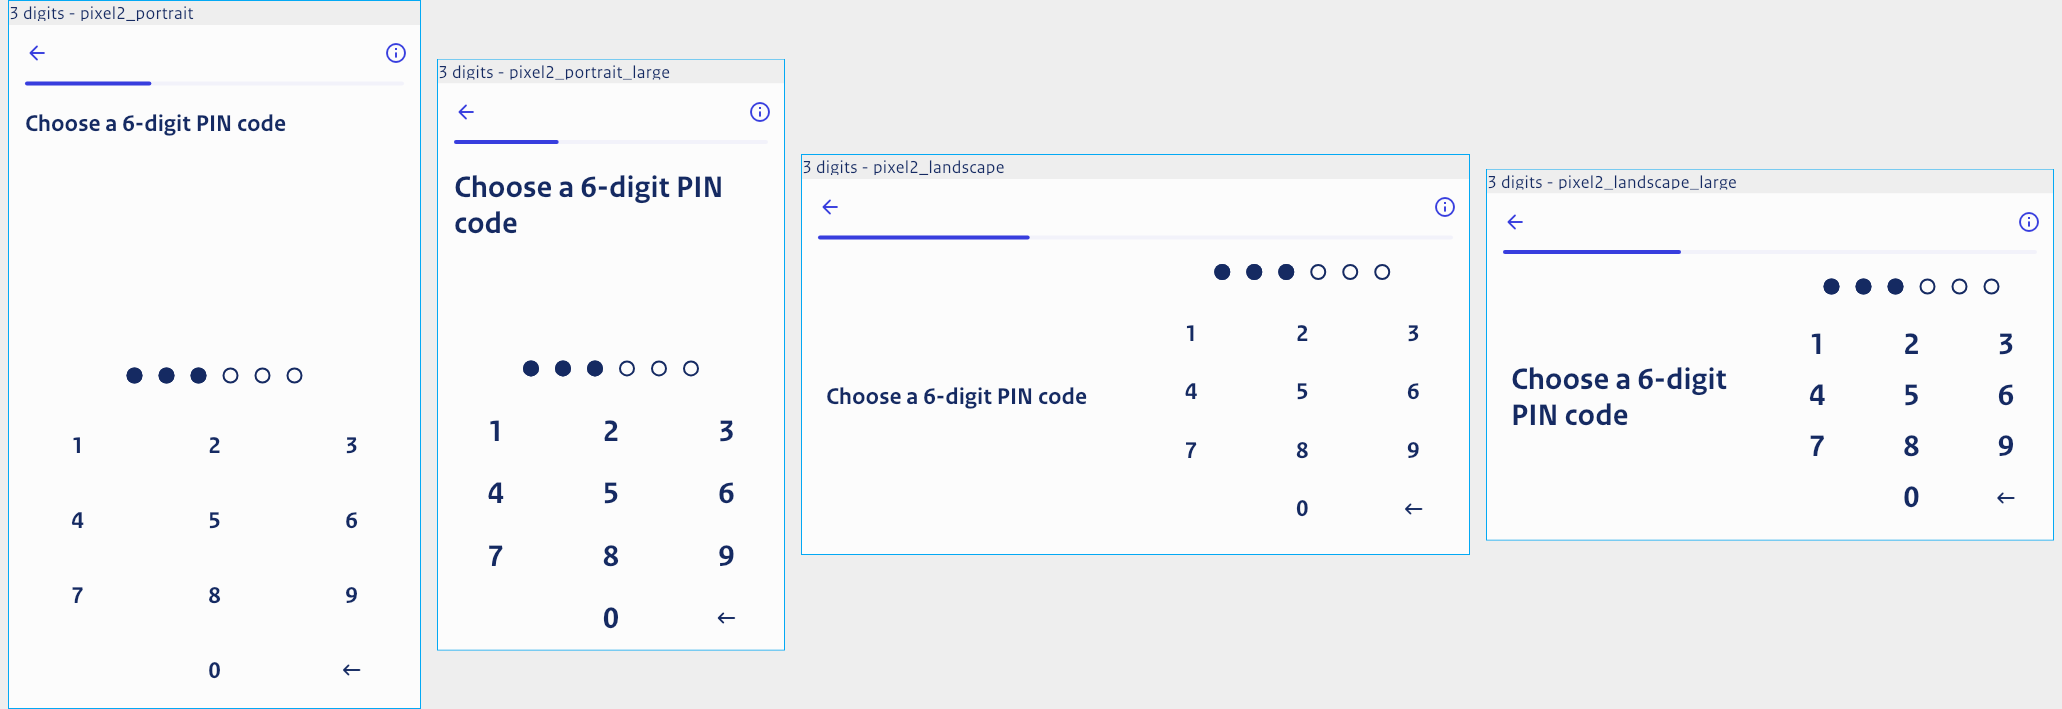 3 digits - pixel2_portrait
Choose a 6-digit PIN code
1 2 3
4 5 6
7 8 9
0 ←
3 digits - pixel2_portrait_large
Choose a 6-digit PIN
code
1 2 3
4 5 6
7 8 9
0 ←
3 digits - pixel2_landscape
Choose a 6-digit PIN code
1 2 3
4 5 6
7 8 9
0 ←
3 digits - pixel2_landscape_large
Choose a 6-digit
PIN code
1 2 3
4 5 6
7 8 9
0 ←